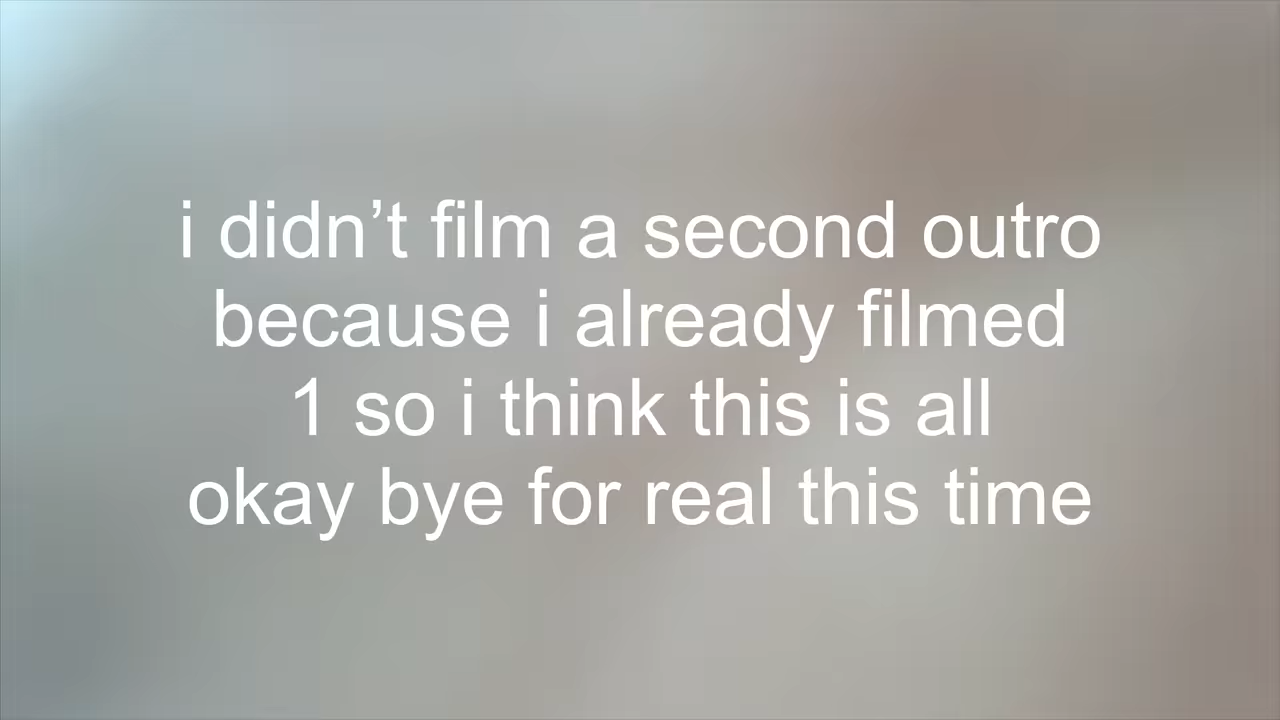 i didn’t film a second outro
because i already filmed
1 so i think this is all
okay bye for real this time